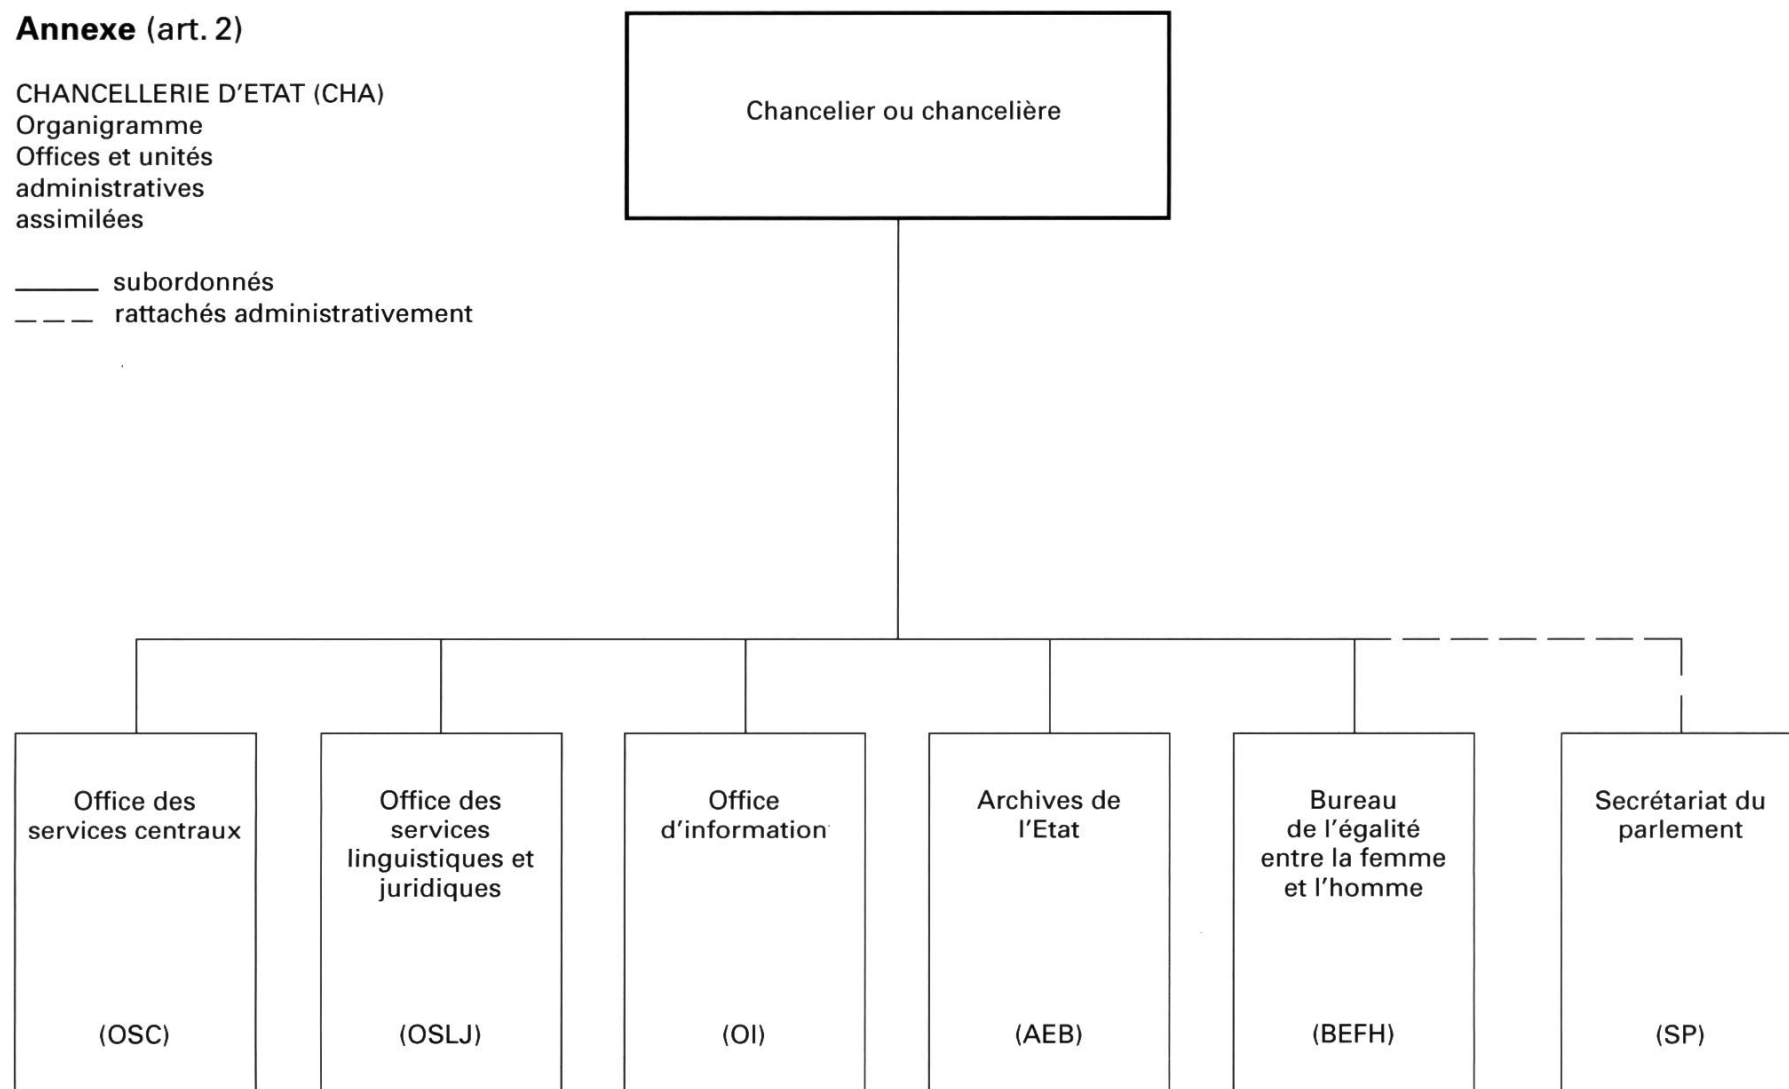 Annexe (art. 2)
CHANCELLERIE D'ETAT (CHA)
Organigramme
Offices et unités
administratives
assimilées
subordonnés
rattachés administrativement
Chancelier ou chancelière
Office des
services centraux
(OSC)
Office des
services
linguistiques et
juridiques
(OSLJ)
Office
d'information
(OI)
Archives de
l'Etat
(AEB)
Bureau
de l'égalité
entre la femme
et l'homme
(BEFH)
Secrétariat du
parlement
(SP)